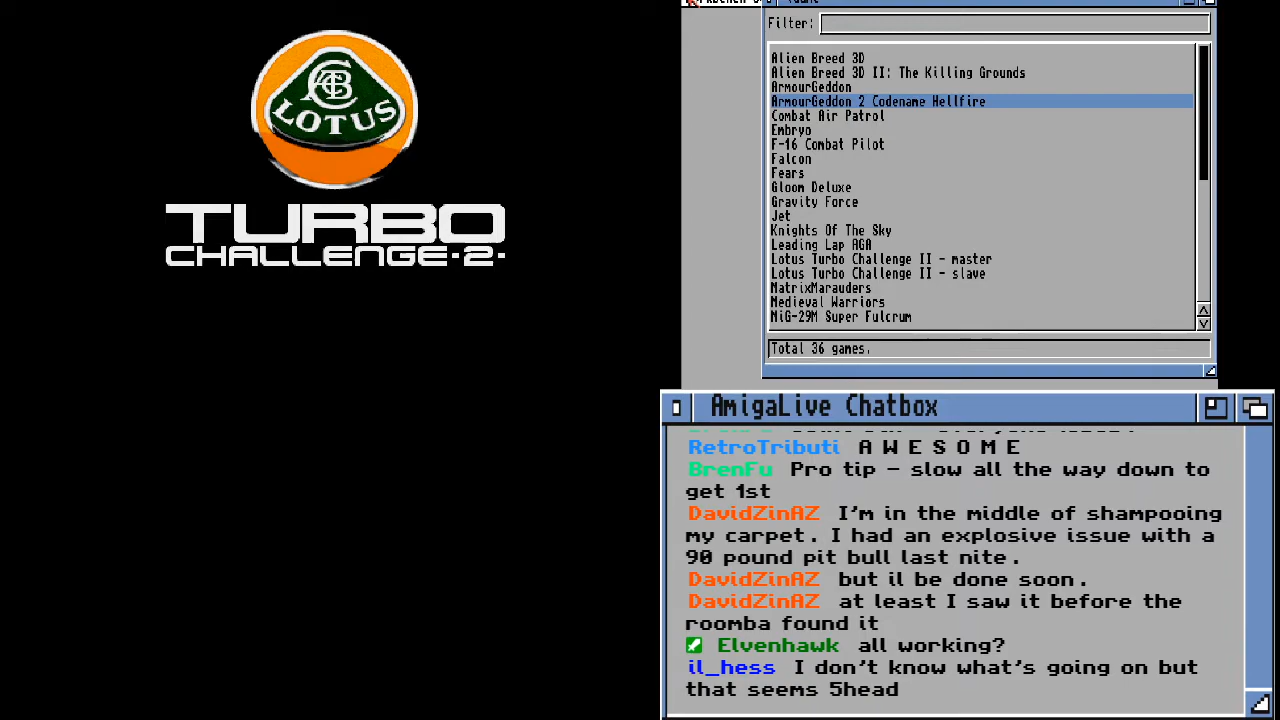 LOTUS
TURBO
CHALLENGE·2·
Filter:
Alien Breed 3D
Alien Breed 3D II: The Killing Grounds
ArmourGeddon
ArmourGeddon 2 Codename Hellfire
Combat Air Patrol
Embryo
F-16 Combat Pilot
Falcon
Fears
Gloom Deluxe
Gravity Force
Jet
Knights Of The Sky
Leading Lap AGA
Lotus Turbo Challenge II - master
Lotus Turbo Challenge II - slave
MatrixMarauders
Medieval Warriors
MiG-29M Super Fulcrum
Total 36 games.
AmigaLive Chatbox
RetroTributi A W E S O M E
BrenFu Pro tip - slow all the way down to
get 1st
DavidZinAZ I'm in the middle of shampooing
my carpet. I had an explosive issue with a
90 pound pit bull last nite.
DavidZinAZ but il be done soon.
DavidZinAZ at least I saw it before the
roomba found it
Elvenhawk all working?
il_hess I don't know what's going on but
that seems 5head